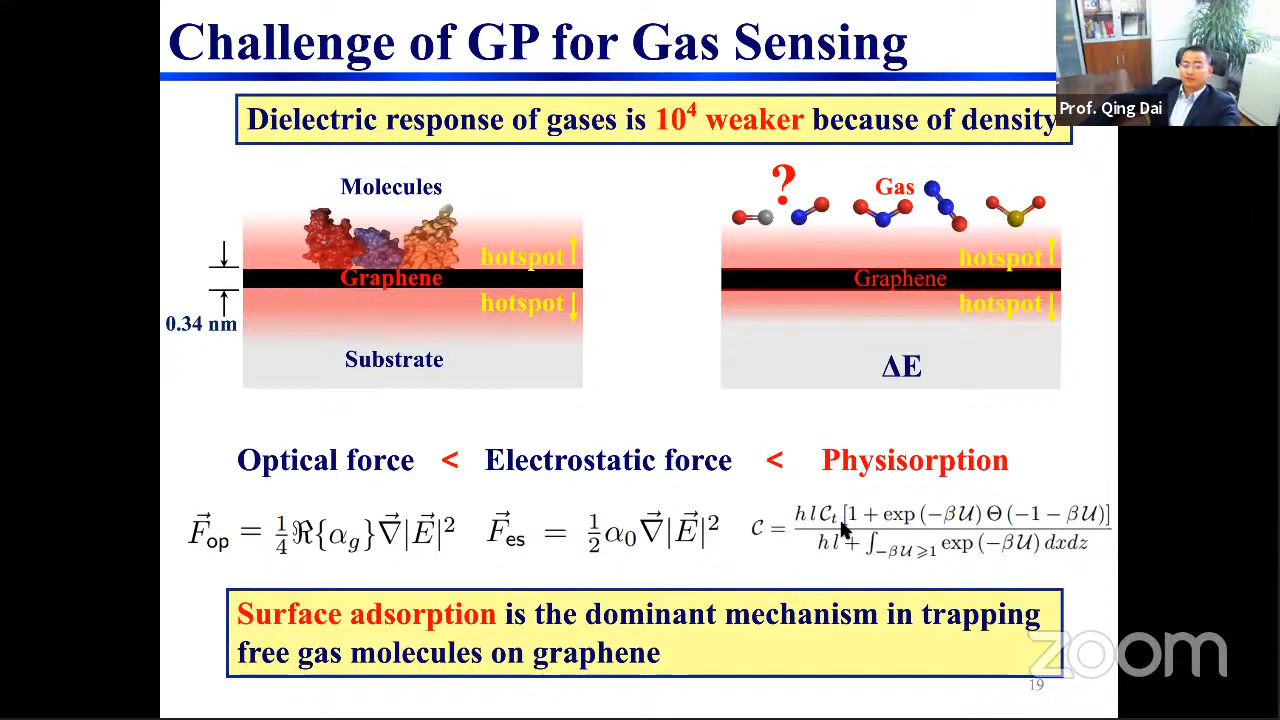 Challenge of GP for Gas Sensing
Prof. Qing Dai
Dielectric response of gases is 10⁴ weaker because of density
Molecules
hotspot
Graphene
hotspot
0.34 nm
Substrate
?
Gas
hotspot
Graphene
hotspot
ΔE
Optical force < Electrostatic force < Physisorption
F⃗op = 1/4 ℜ{αg}∇⃗|E⃗|²
F⃗es = 1/2 α0∇⃗|E⃗|²
C = h l Ct [1 + exp (−βU) Θ (−1 − βU)] / h l + ∫−βU⩾1 exp (−βU) dxdz
Surface adsorption is the dominant mechanism in trapping
free gas molecules on graphene
zoom
19